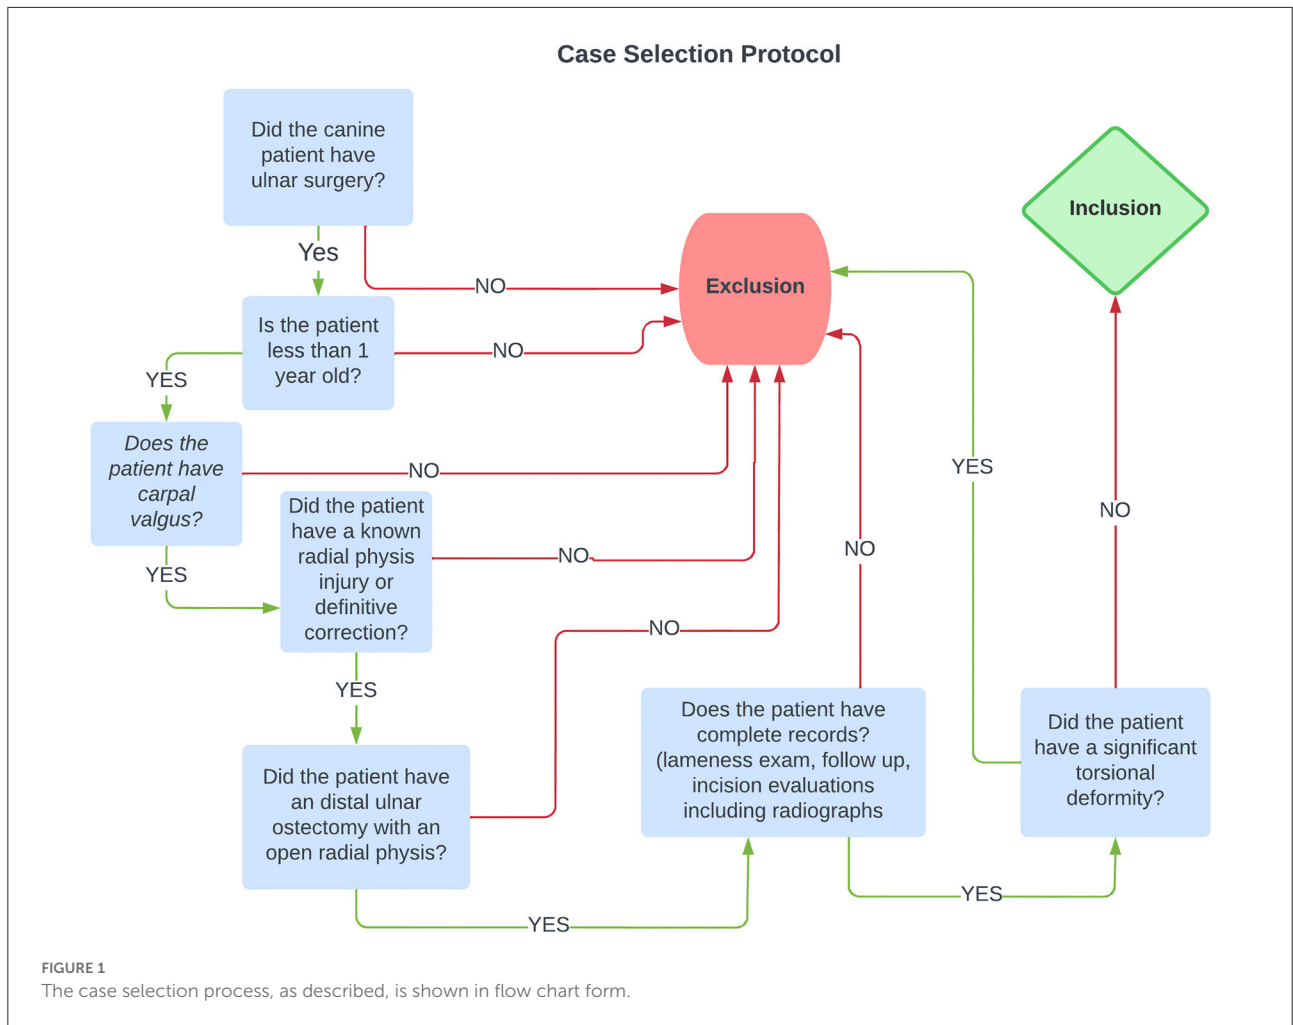 Case Selection Protocol
Did the canine
patient have
ulnar surgery?
Yes
NO
Is the patient
less than 1
year old?
NO
YES
Does the
patient have
carpal
valgus?
NO
YES
Did the patient
have a known
radial physis
injury or
definitive
correction?
NO
YES
Did the patient have
an distal ulnar
ostectomy with an
open radial physis?
NO
YES
Does the patient have
complete records?
(lameness exam, follow up,
incision evaluations
including radiographs
NO
YES
Did the patient
have a significant
torsional
deformity?
YES
NO
Exclusion
Inclusion
FIGURE 1
The case selection process, as described, is shown in flow chart form.